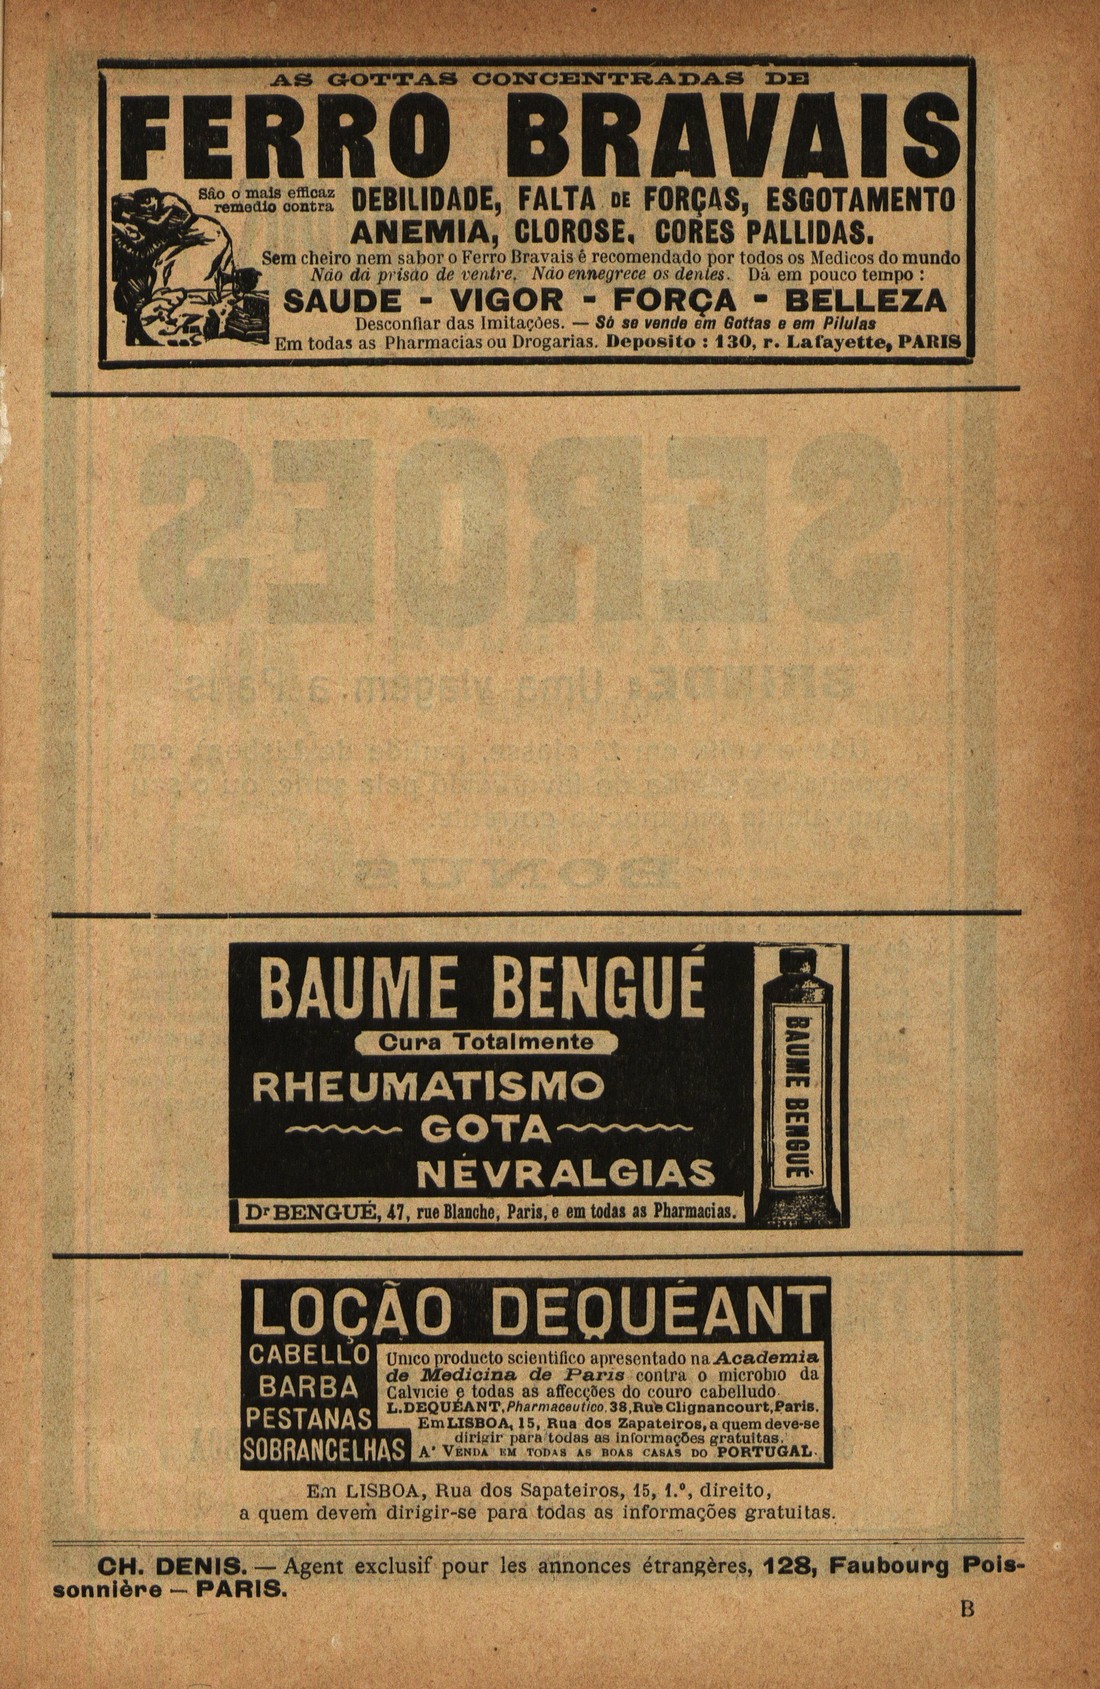 AS GOTTAS CONCENTRADAS DE
FERRO BRAVAIS
São o mais efficaz
remedio contra
DEBILIDADE, FALTA DE FORÇAS, ESGOTAMENTO
ANEMIA, CLOROSE, CORES PALLIDAS.
Sem cheiro nem sabor o Ferro Bravais é recomendado por todos os Medicos do mundo
Não dá prisão de ventre. Não ennegrece os dentes. Dá em pouco tempo :
SAUDE - VIGOR - FORÇA - BELLEZA
Desconfiar das Imitações. — Só se vende em Gottas e em Pilulas
Em todas as Pharmacias ou Drogarias. Deposito : 130, r. Lafayette, PARIS
SERÕES
BRINDE: Uma viagem a Paris
BONUS
BAUME BENGUÉ
Cura Totalmente
RHEUMATISMO
GOTA
NÉVRALGIAS
Dr BENGUÉ, 47, rue Blanche, Paris, e em todas as Pharmacias.
BAUME BENGUÉ
LOÇÃO DEQUÉANT
CABELLO
BARBA
PESTANAS
SOBRANCELHAS
Unico producto scientifico apresentado na Academia
de Medicina de Paris contra o microbio da
Calvicie e todas as affecções do couro cabelludo.
L. DEQUÉANT, Pharmaceutico, 38, Rue Clignancourt, Paris.
Em LISBOA, 15, Rua dos Zapateiros, a quem deve-se
dirigir para todas as informações gratuitas.
A' VENDA EM TODAS AS BOAS CASAS DO PORTUGAL.
Em LISBOA, Rua dos Sapateiros, 15, 1.º, direito,
a quem devem dirigir-se para todas as informações gratuitas.
CH. DENIS. — Agent exclusif pour les annonces étrangères, 128, Faubourg Pois-
sonnière — PARIS.
B